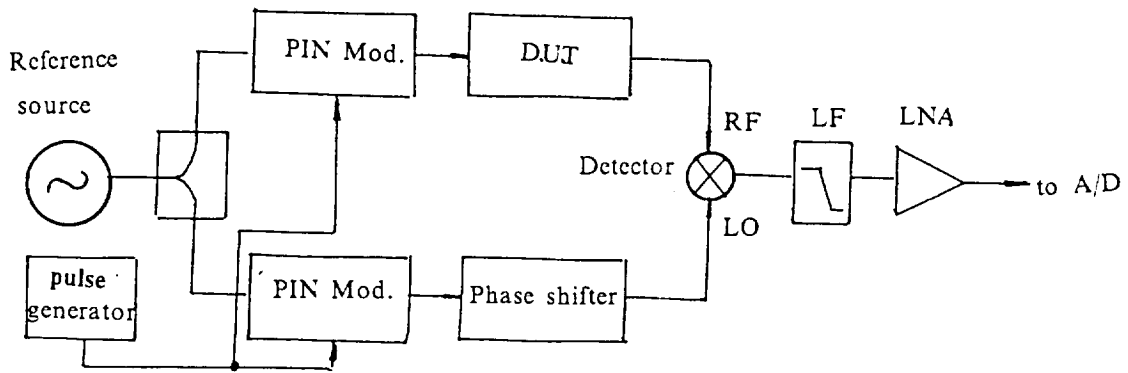 Reference
source
PIN Mod.
D.U.T
RF
LF
LNA
Detector
to A/D
LO
pulse
generator
PIN Mod.
Phase shifter